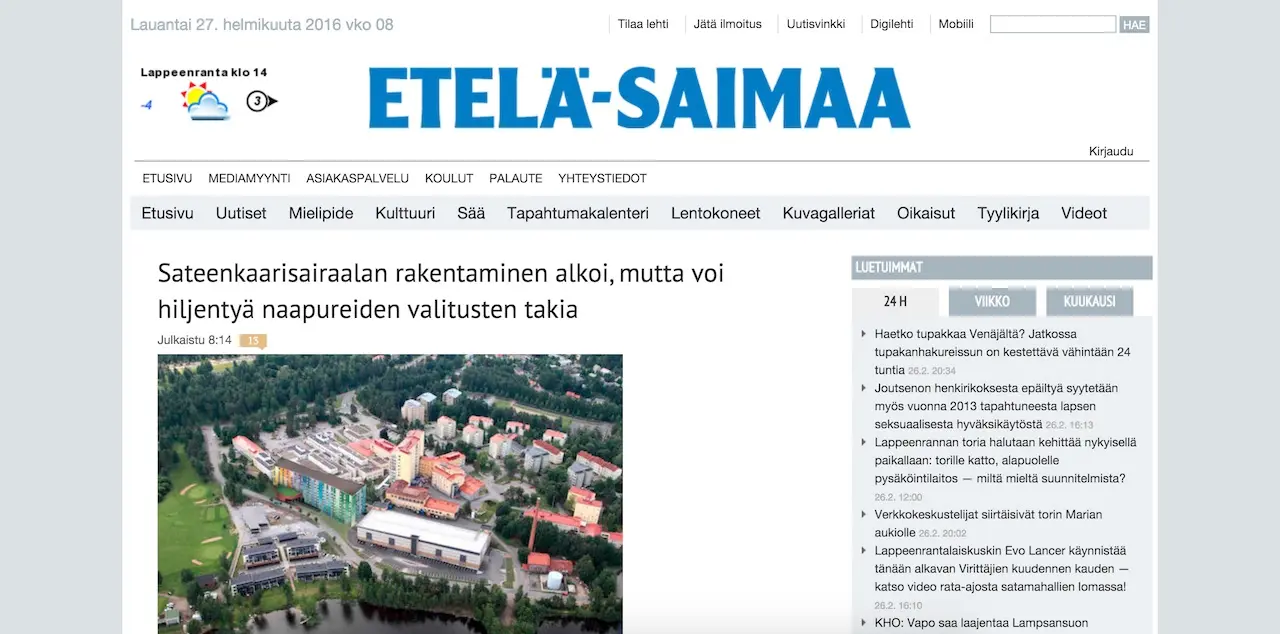 Lauantai 27. helmikuuta 2016 vko 08
Tilaa lehti
Jätä ilmoitus
Uutisvinkki
Digilehti
Mobiili
HAE
Lappeenranta klo 14
-4
3
ETELÄ-SAIMAA
Kirjaudu
ETUSIVU MEDIAMYYNTI ASIAKASPALVELU KOULUT PALAUTE YHTEYSTIEDOT
Etusivu Uutiset Mielipide Kulttuuri Sää Tapahtumakalenteri Lentokoneet Kuvagalleriat Oikaisut Tyylikirja Videot
Sateenkaarisairaalan rakentaminen alkoi, mutta voi
hiljentyä naapureiden valitusten takia
Julkaistu 8:14 13
LUETUIMMAT
24 H VIIKKO KUUKAUSI
Haetko tupakkaa Venäjältä? Jatkossa
tupakanhakureissun on kestettävä vähintään 24
tuntia 26.2. 20:34
Joutsenon henkirikoksesta epäiltyä syytetään
myös vuonna 2013 tapahtuneesta lapsen
seksuaalisesta hyväksikäytöstä 26.2. 16:13
Lappeenrannan toria halutaan kehittää nykyisellä
paikallaan: torille katto, alapuolelle
pysäköintilaitos — miltä mieltä suunnitelmista?
26.2. 12:00
Verkkokeskustelijat siirtäisivät torin Marian
aukiolle 26.2. 20:02
Lappeenrantalaiskuskin Evo Lancer käynnistää
tänään alkavan Virittäjien kuudennen kauden —
katso video rata-ajosta satamahallien lomassa!
26.2. 16:10
KHO: Vapo saa laajentaa Lampsansuon